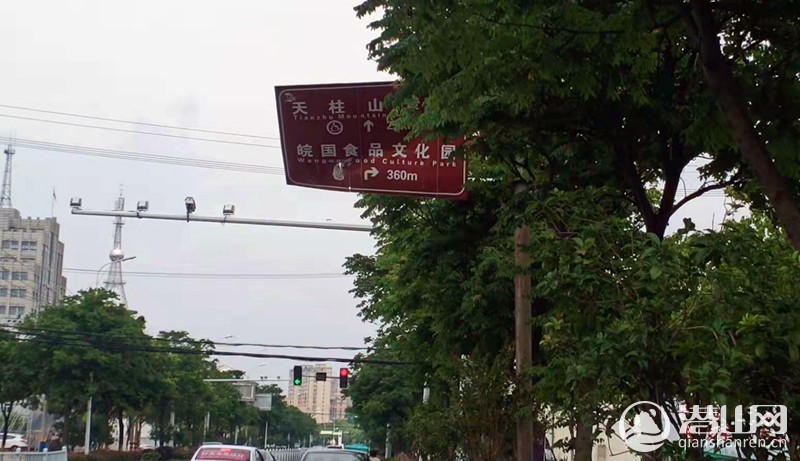 天柱山
Tianzhu Mountain
皖国食品文化园
Wanguo Food Culture Park
360m
潜山网
qianshanren.cn